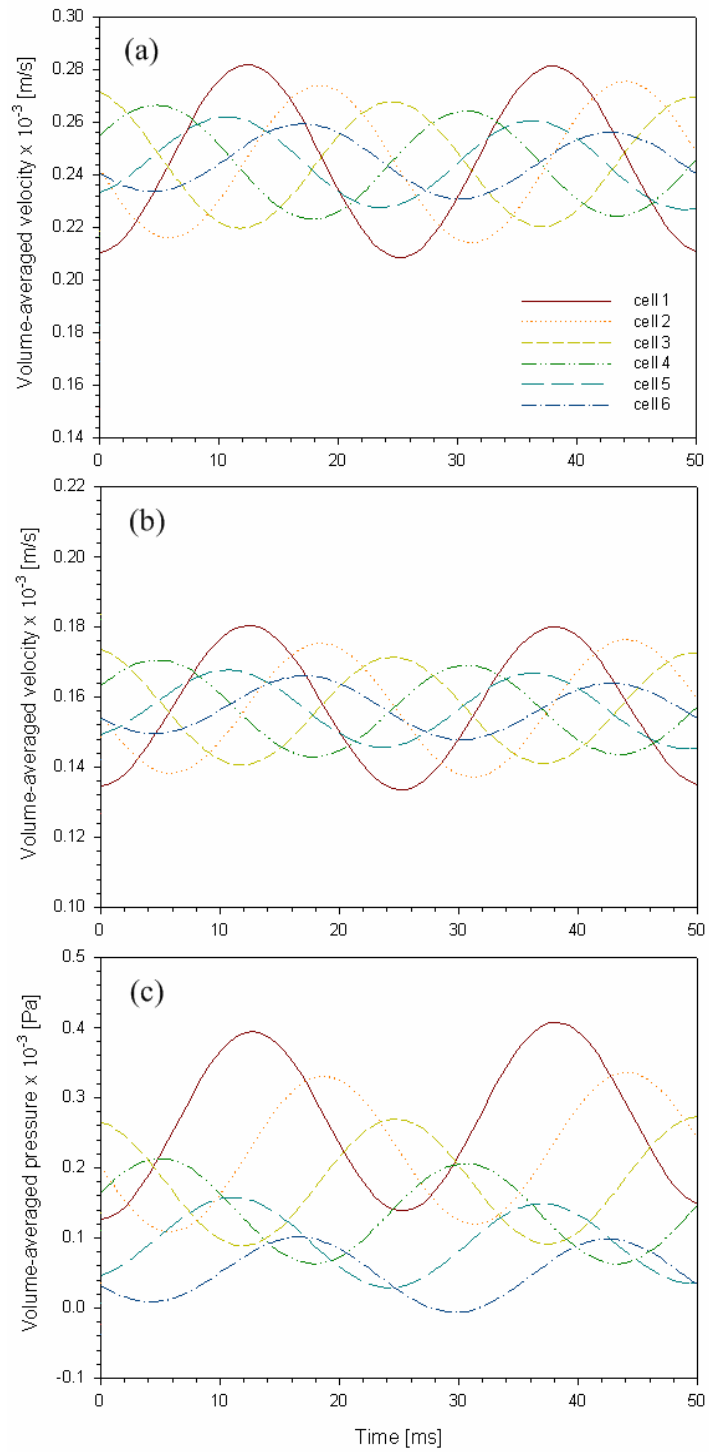 (a)
Volume-averaged velocity x 10⁻³ [m/s]
0.30
0.28
0.26
0.24
0.22
0.20
0.18
0.16
0.14
0 10 20 30 40 50
cell 1
cell 2
cell 3
cell 4
cell 5
cell 6
(b)
Volume-averaged velocity x 10⁻³ [m/s]
0.22
0.20
0.18
0.16
0.14
0.12
0.10
0 10 20 30 40 50
(c)
Volume-averaged pressure x 10⁻³ [Pa]
0.5
0.4
0.3
0.2
0.1
0.0
-0.1
0 10 20 30 40 50
Time [ms]